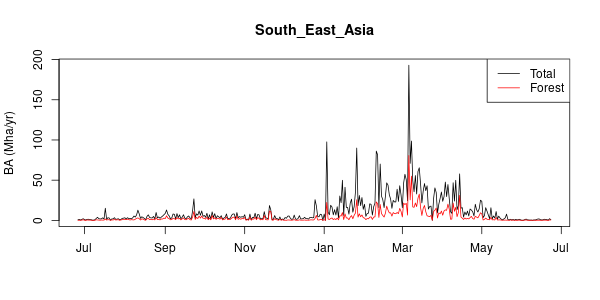 South_East_Asia
BA (Mha/yr)
200
150
100
50
0
Total
Forest
Jul Sep Nov Jan Mar May Jul